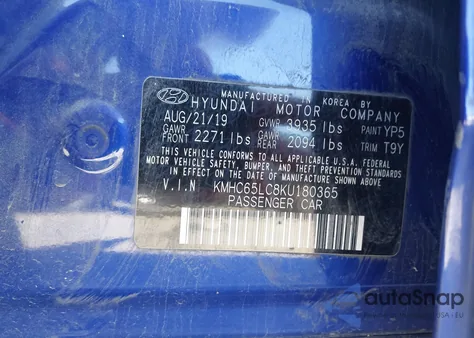 MANUFACTURED IN KOREA BY
HYUNDAI MOTOR COMPANY
AUG/21/19 GVWR 3935 lbs PAINT YP5
GAWR FRONT 2271 lbs GAWR REAR 2094 lbs TRIM T9Y
THIS VEHICLE CONFORMS TO ALL APPLICABLE U.S.A. FEDERAL
MOTOR VEHICLE SAFETY, BUMPER, AND THEFT PREVENTION STANDARDS
IN EFFECT ON THE DATE OF MANUFACTURE SHOWN ABOVE.
V.I.N KMHC65LC8KU180365
PASSENGER CAR
autoSnap